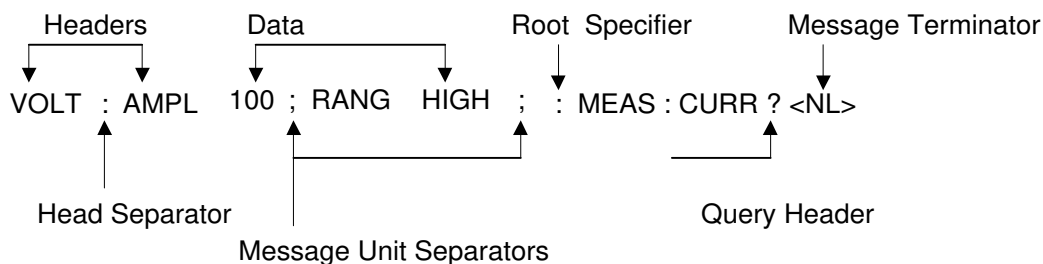 Headers Data Root Specifier Message Terminator
VOLT : AMPL 100 ; RANG HIGH ; : MEAS : CURR ? <NL>
Head Separator Query Header
Message Unit Separators